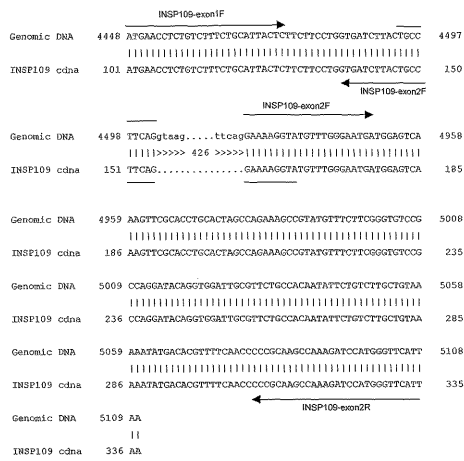 INSP109-exon1F
Genomic DNA 4448 ATGAACCTCTGTCTTTCTGCATTACTCTTCTTCCTGGTGATCTTACTGCC 4497
INSP109 cdna 101 ATGAACCTCTGTCTTTCTGCATTACTCTTCTTCCTGGTGATCTTACTGCC 150
INSP109-exon2F
INSP109-exon2F
Genomic DNA 4498 TTCAGgtaag.....ttcagGAAAAGGTATGTTTGGGAATGATGGAGTCA 4958
|||||>>>>> 426 >>>>>||||||||||||||||||||||||||||||
INSP109 cdna 151 TTCAG...............GAAAAGGTATGTTTGGGAATGATGGAGTCA 185
Genomic DNA 4959 AAGTTCGCACCTGCACTAGCCAGAAAGCCGTATGTTTCTTCGGGTGTCCG 5008
INSP109 cdna 186 AAGTTCGCACCTGCACTAGCCAGAAAGCCGTATGTTTCTTCGGGTGTCCG 235
Genomic DNA 5009 CCAGGATACAGGTGGATTGCGTTCTGCCACAATATTCTGTCTTGCTGTAA 5058
INSP109 cdna 236 CCAGGATACAGGTGGATTGCGTTCTGCCACAATATTCTGTCTTGCTGTAA 285
Genomic DNA 5059 AAATATGACACGTTTTCAACCCCCGCAAGCCAAAGATCCATGGGTTCATT 5108
INSP109 cdna 286 AAATATGACACGTTTTCAACCCCCGCAAGCCAAAGATCCATGGGTTCATT 335
INSP109-exon2R
Genomic DNA 5109 AA
INSP109 cdna 336 AA